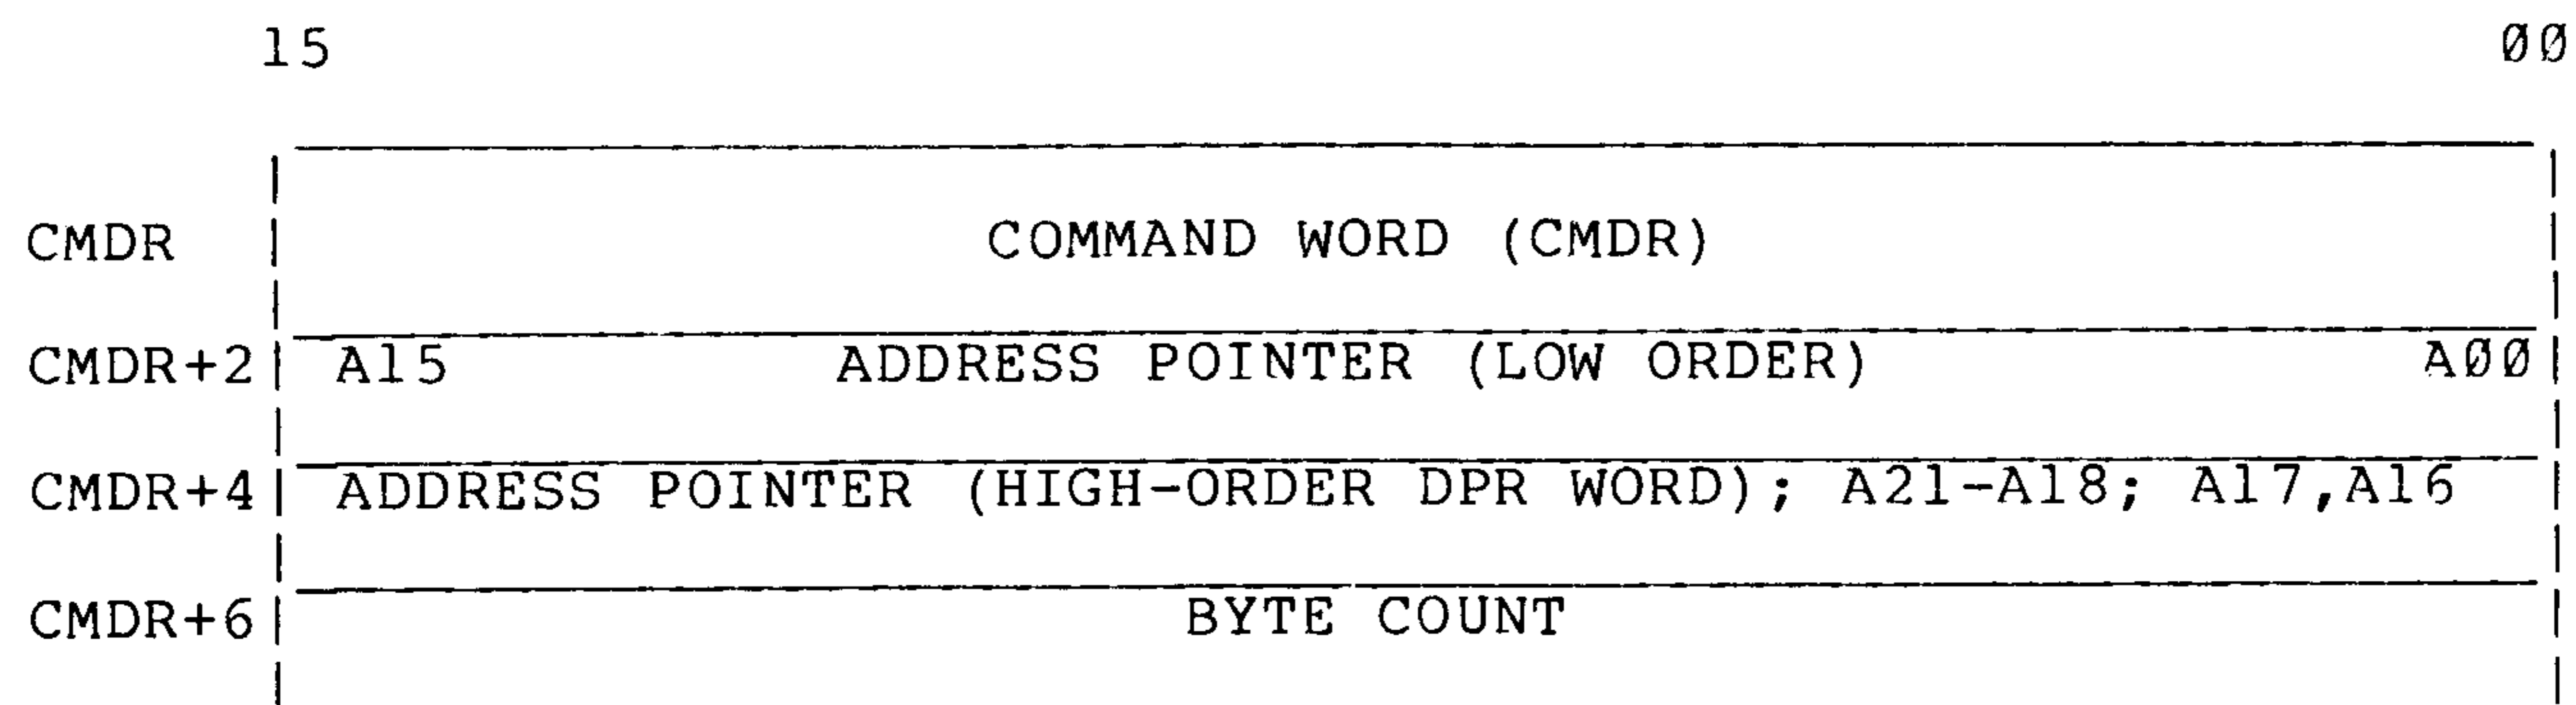 15 00
CMDR COMMAND WORD (CMDR)
CMDR+2 A15 ADDRESS POINTER (LOW ORDER) A00
CMDR+4 ADDRESS POINTER (HIGH-ORDER DPR WORD); A21-A18; A17,A16
CMDR+6 BYTE COUNT